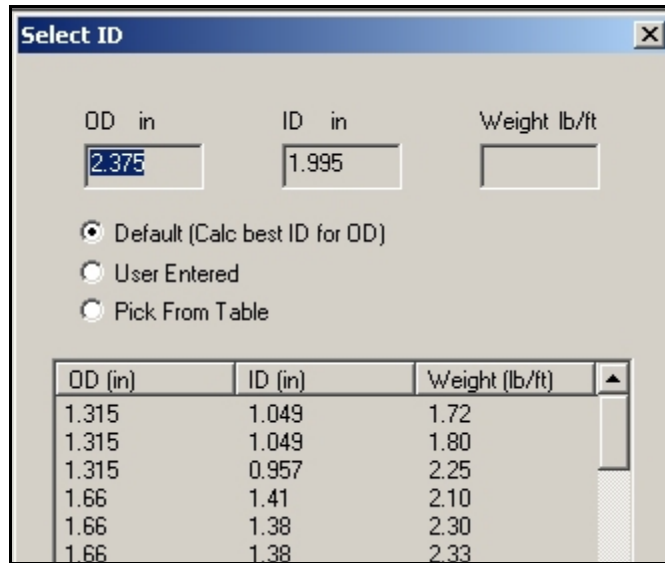 Select ID
OD in ID in Weight lb/ft
2.375 1.995
Default (Calc best ID for OD)
User Entered
Pick From Table
OD (in) ID (in) Weight (lb/ft)
1.315 1.049 1.72
1.315 1.049 1.80
1.315 0.957 2.25
1.66 1.41 2.10
1.66 1.38 2.30
1.66 1.38 2.33